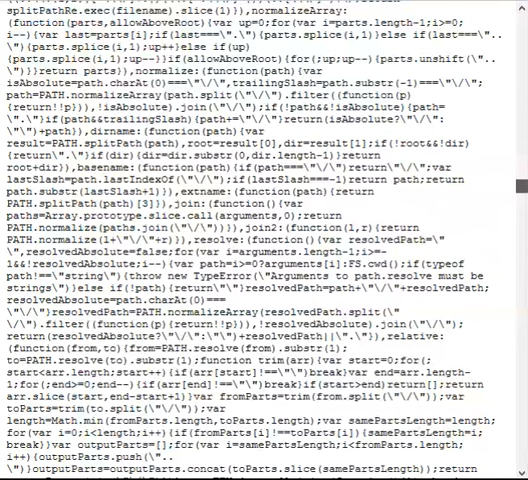 splitPathRe.exec(filename).slice(1)}),normalizeArray:
(function(parts,allowAboveRoot){var up=0;for(var i=parts.length-1;i>=0;
i--){var last=parts[i];if(last===\".\"){parts.splice(i,1)}else if(last===\"..
\"){parts.splice(i,1);up++}else if(up)
{parts.splice(i,1);up--}}if(allowAboveRoot){for(;up;up--){parts.unshift(\"..
\")}}return parts}),normalize:(function(path){var
isAbsolute=path.charAt(0)===\"\/\",trailingSlash=path.substr(-1)===\"\/\";
path=PATH.normalizeArray(path.split(\"\/\").filter((function(p)
{return!!p})),!isAbsolute).join(\"\/\");if(!path&&!isAbsolute){path=
\".\"}if(path&&trailingSlash){path+=\"\/\"}return(isAbsolute?\"\/\":
\"\")+path}),dirname:(function(path){var
result=PATH.splitPath(path),root=result[0],dir=result[1];if(!root&&!dir)
{return\".\"}if(dir){dir=dir.substr(0,dir.length-1)}return
root+dir}),basename:(function(path){if(path===\"\/\")return\"\/\";var
lastSlash=path.lastIndexOf(\"\/\");if(lastSlash===-1)return path;return
path.substr(lastSlash+1)}),extname:(function(path){return
PATH.splitPath(path)[3]}),join:(function(){var
paths=Array.prototype.slice.call(arguments,0);return
PATH.normalize(paths.join(\"\/\"))}),join2:(function(l,r){return
PATH.normalize(l+\"\/\"+r)}),resolve:(function(){var resolvedPath=\"
\",resolvedAbsolute=false;for(var i=arguments.length-1;i>=-
1&&!resolvedAbsolute;i--){var path=i>=0?arguments[i]:FS.cwd();if(typeof
path!==\"string\"){throw new TypeError(\"Arguments to path.resolve must be
strings\")}else if(!path){return\"\"}resolvedPath=path+\"\/\"+resolvedPath;
resolvedAbsolute=path.charAt(0)===
\"\/\"}resolvedPath=PATH.normalizeArray(resolvedPath.split(\"
\/\").filter((function(p){return!!p})),!resolvedAbsolute).join(\"\/\");
return(resolvedAbsolute?\"\/\":\"\")+resolvedPath||\".\"}),relative:
(function(from,to){from=PATH.resolve(from).substr(1);
to=PATH.resolve(to).substr(1);function trim(arr){var start=0;for(;
start<arr.length;start++){if(arr[start]!==\"\")break}var end=arr.length-
1;for(;end>=0;end--){if(arr[end]!==\"\")break}if(start>end)return[];return
arr.slice(start,end-start+1)}var fromParts=trim(from.split(\"\/\"));var
toParts=trim(to.split(\"\/\"));var
length=Math.min(fromParts.length,toParts.length);var samePartsLength=length;
for(var i=0;i<length;i++){if(fromParts[i]!==toParts[i]){samePartsLength=i;
break}}var outputParts=[];for(var i=samePartsLength;i<fromParts.length;
i++){outputParts.push(\"..
\")}outputParts=outputParts.concat(toParts.slice(samePartsLength));return